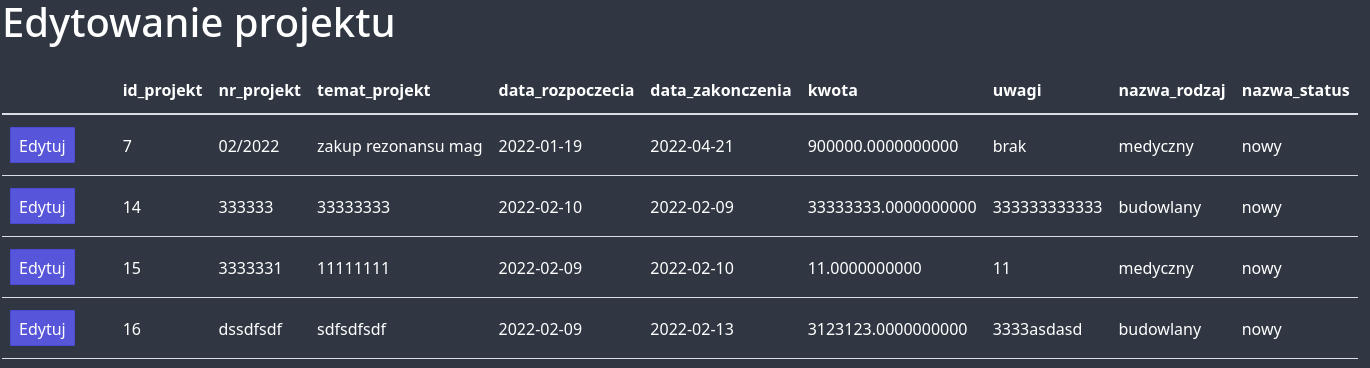 Edytowanie projektu
id_projekt nr_projekt temat_projekt data_rozpoczecia data_zakonczenia kwota uwagi nazwa_rodzaj nazwa_status
Edytuj 7 02/2022 zakup rezonansu mag 2022-01-19 2022-04-21 900000.0000000000 brak medyczny nowy
Edytuj 14 333333 33333333 2022-02-10 2022-02-09 33333333.0000000000 333333333333 budowlany nowy
Edytuj 15 3333331 11111111 2022-02-09 2022-02-10 11.0000000000 11 medyczny nowy
Edytuj 16 dssdfsdf sdfsdfsdf 2022-02-09 2022-02-13 3123123.0000000000 3333asdasd budowlany nowy